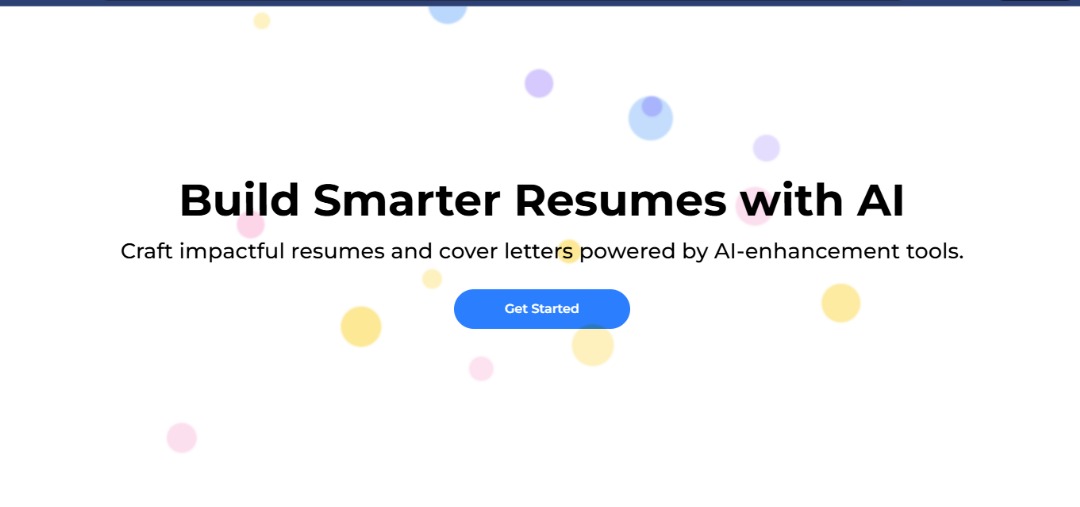 Build Smarter Resumes with AI
Craft impactful resumes and cover letters powered by AI-enhancement tools.
Get Started